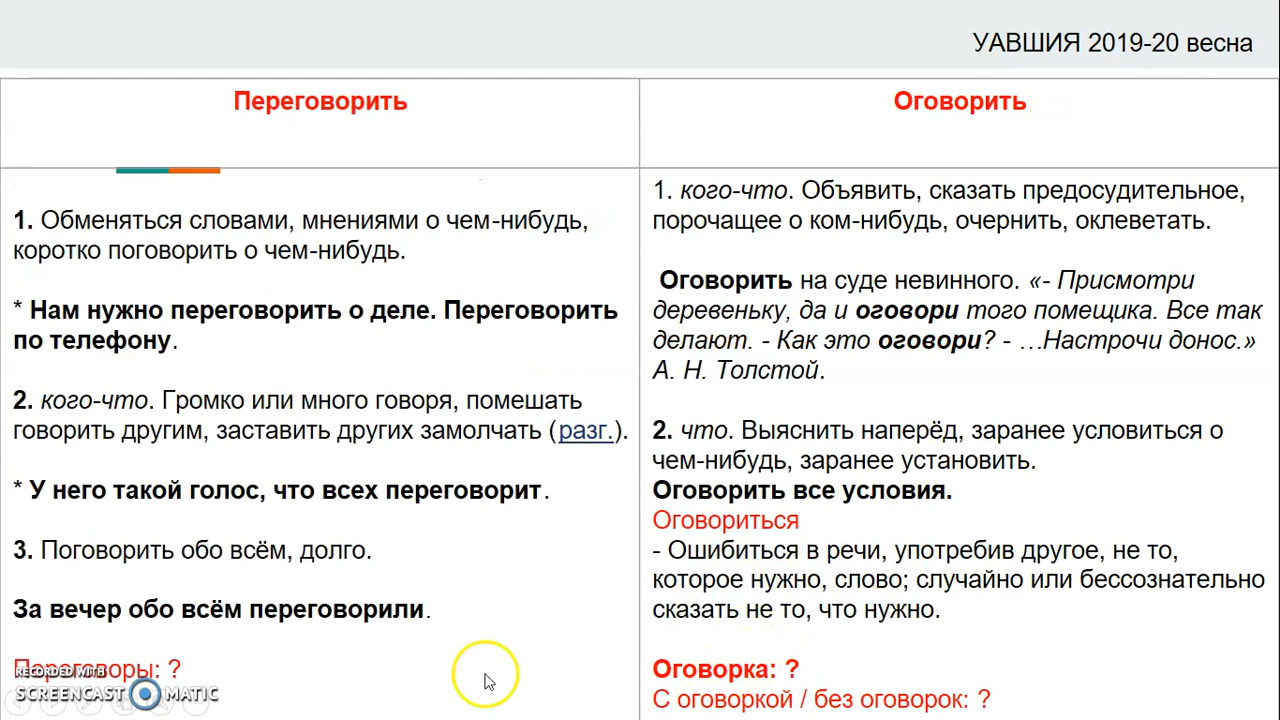 УАВШИЯ 2019-20 весна
Переговорить
1. Обменяться словами, мнениями о чем-нибудь,
коротко поговорить о чем-нибудь.
* Нам нужно переговорить о деле. Переговорить
по телефону.
2. кого-что. Громко или много говоря, помешать
говорить другим, заставить других замолчать (разг.).
* У него такой голос, что всех переговорит.
3. Поговорить обо всём, долго.
За вечер обо всём переговорили.
Переговоры: ?
Оговорить
1. кого-что. Объявить, сказать предосудительное,
порочащее о ком-нибудь, очернить, оклеветать.
Оговорить на суде невинного. «- Присмотри
деревеньку, да и оговори того помещика. Все так
делают. - Как это оговори? - …Настрочи донос.»
А. Н. Толстой.
2. что. Выяснить наперёд, заранее условиться о
чем-нибудь, заранее установить.
Оговорить все условия.
Оговориться
- Ошибиться в речи, употребив другое, не то,
которое нужно, слово; случайно или бессознательно
сказать не то, что нужно.
Оговорка: ?
С оговоркой / без оговорок: ?
RECORDED WITH
SCREENCAST MATIC